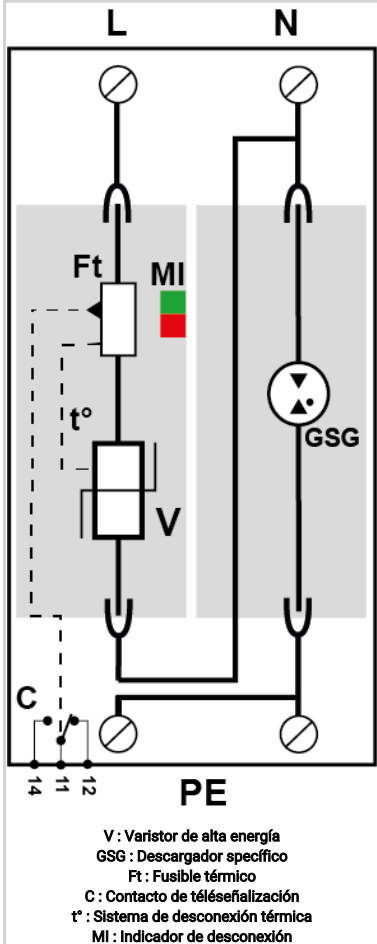 L N
Ft MI
t°
GSG
V
C
14 11 12
PE
V : Varistor de alta energía
GSG : Descargador específico
Ft : Fusible térmico
C : Contacto de téléseñalización
t° : Sistema de desconexión térmica
MI : Indicador de desconexión